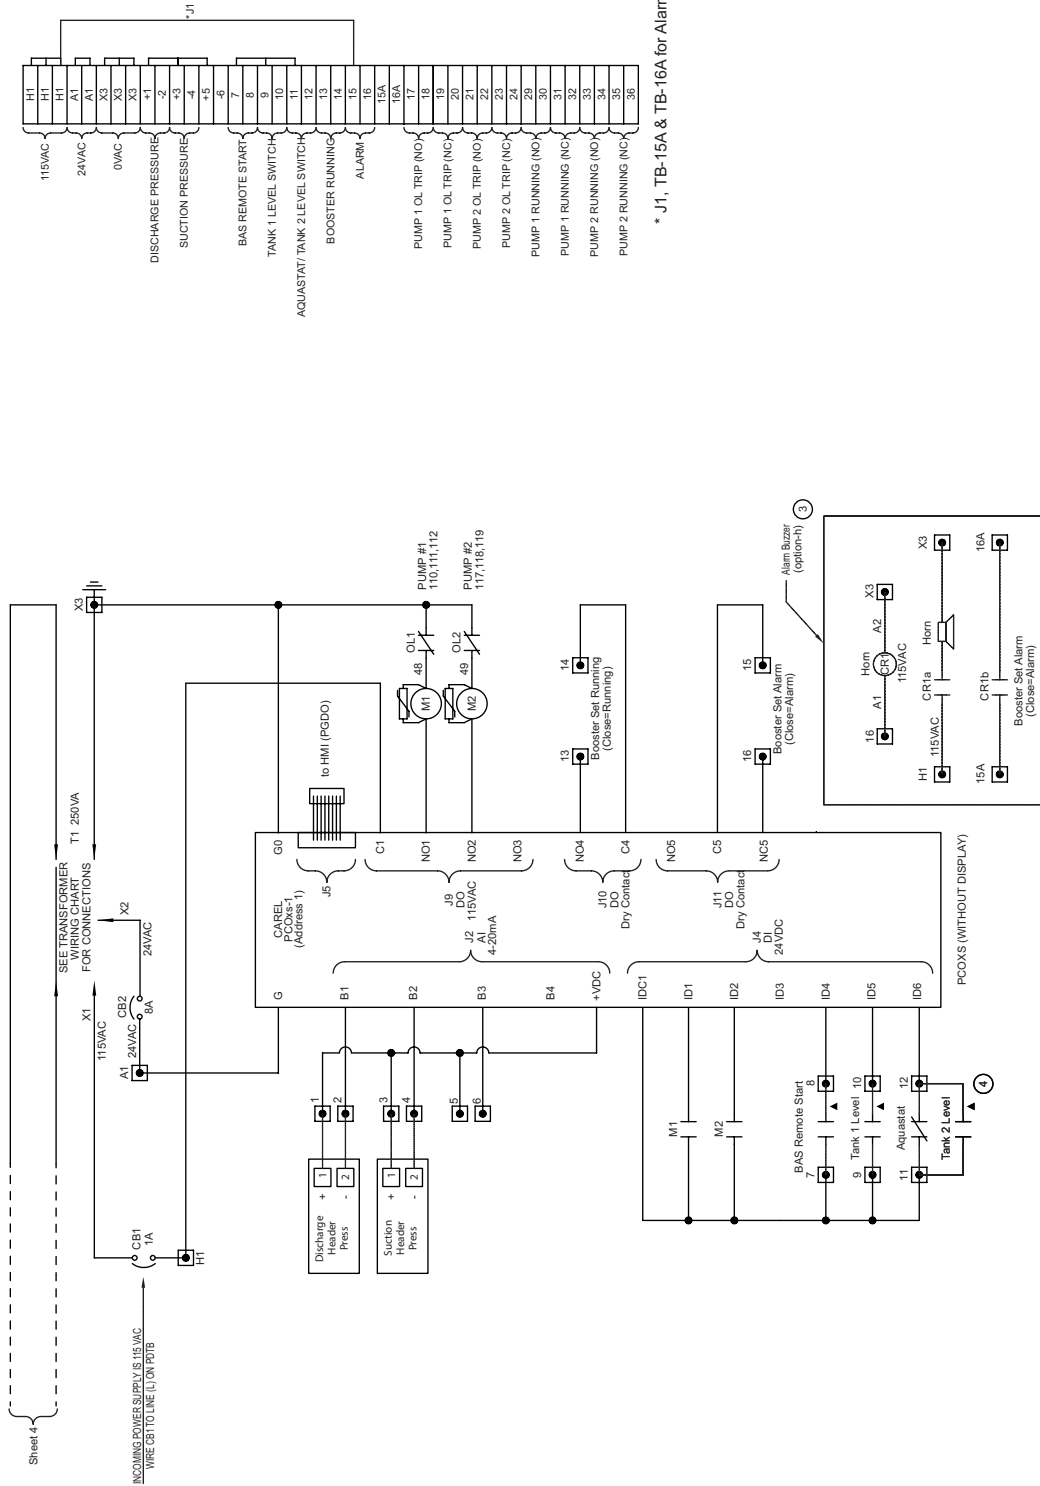 Sheet 4
INCOMING POWER SUPPLY IS 115 VAC
WIRE CB1 TO LINE (L) ON PDTB
CB1
1A
H1
X1
115VAC
SEE TRANSFORMER
WIRING CHART
FOR CONNECTIONS
T1 250VA
X3
A1
24VAC
CB2
8A
24VAC
X2
CAREL
PCOxs-1
(Address 1)
G
G0
J5
to HMI (PGDO)
B1
B2
B3
B4
+VDC
J2
AI
4-20mA
C1
NO1
NO2
NO3
J9
DO
115VAC
M1
48
OL1
PUMP #1
110,111,112
M2
49
OL2
PUMP #2
117,118,119
Discharge
Header
Press
+
-
1
2
1
2
Suction
Header
Press
+
-
1
2
3
4
5
6
IDC1
ID1
ID2
ID3
ID4
ID5
ID6
J4
DI
24VDC
NO4
C4
J10
DO
Dry Contact
13
14
Booster Set Running
(Close=Running)
NO5
C5
NC5
J11
DO
Dry Contact
16
15
Booster Set Alarm
(Close=Alarm)
M1
M2
BAS Remote Start
7
8
Tank 1 Level
9
10
Aquastat
11
12
Tank 2 Level
4
PCOXS (WITHOUT DISPLAY)
Alarm Buzzer
(option-h)
3
16
A1
Horn
CR1
115VAC
A2
X3
H1
115VAC
CR1a
Horn
X3
15A
CR1b
16A
Booster Set Alarm
(Close=Alarm)
* J1
115VAC
H1
H1
H1
24VAC
A1
A1
0VAC
X3
X3
X3
DISCHARGE PRESSURE
+1
-2
SUCTION PRESSURE
+3
-4
+5
-6
BAS REMOTE START
7
8
TANK 1 LEVEL SWITCH
9
10
AQUASTAT/ TANK 2 LEVEL SWITCH
11
12
BOOSTER RUNNING
13
14
ALARM
15
16
15A
16A
PUMP 1 OL TRIP (NO)
17
18
PUMP 1 OL TRIP (NC)
19
20
PUMP 2 OL TRIP (NO)
21
22
PUMP 2 OL TRIP (NC)
23
24
PUMP 1 RUNNING (NO)
29
30
PUMP 1 RUNNING (NC)
31
32
PUMP 2 RUNNING (NO)
33
34
PUMP 2 RUNNING (NC)
35
36
* J1, TB-15A & TB-16A for Alarm